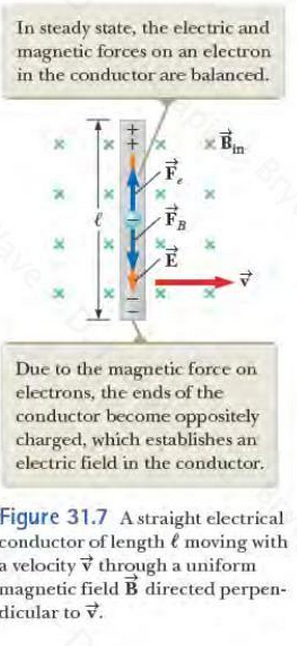 In steady state, the electric and
magnetic forces on an electron
in the conductor are balanced.
+
+
B⃗in
F⃗e
ℓ
−
F⃗B
E⃗
v⃗
−
−
Due to the magnetic force on
electrons, the ends of the
conductor become oppositely
charged, which establishes an
electric field in the conductor.
Figure 31.7 A straight electrical
conductor of length ℓ moving with
a velocity v⃗ through a uniform
magnetic field B⃗ directed perpen-
dicular to v⃗.